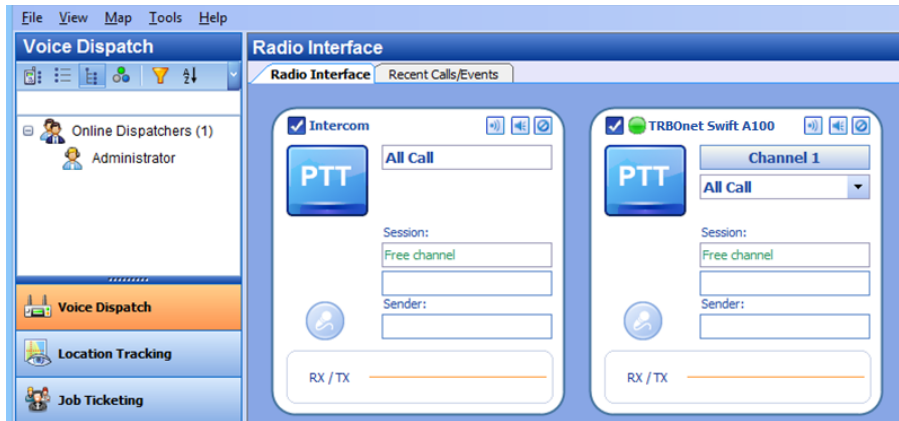 File View Map Tools Help
Voice Dispatch
Radio Interface
Radio Interface Recent Calls/Events
Online Dispatchers (1)
Administrator
Voice Dispatch
Location Tracking
Job Ticketing
Intercom
PTT
All Call
Session:
Free channel
Sender:
RX / TX
TRBOnet Swift A100
PTT
Channel 1
All Call
Session:
Free channel
Sender:
RX / TX